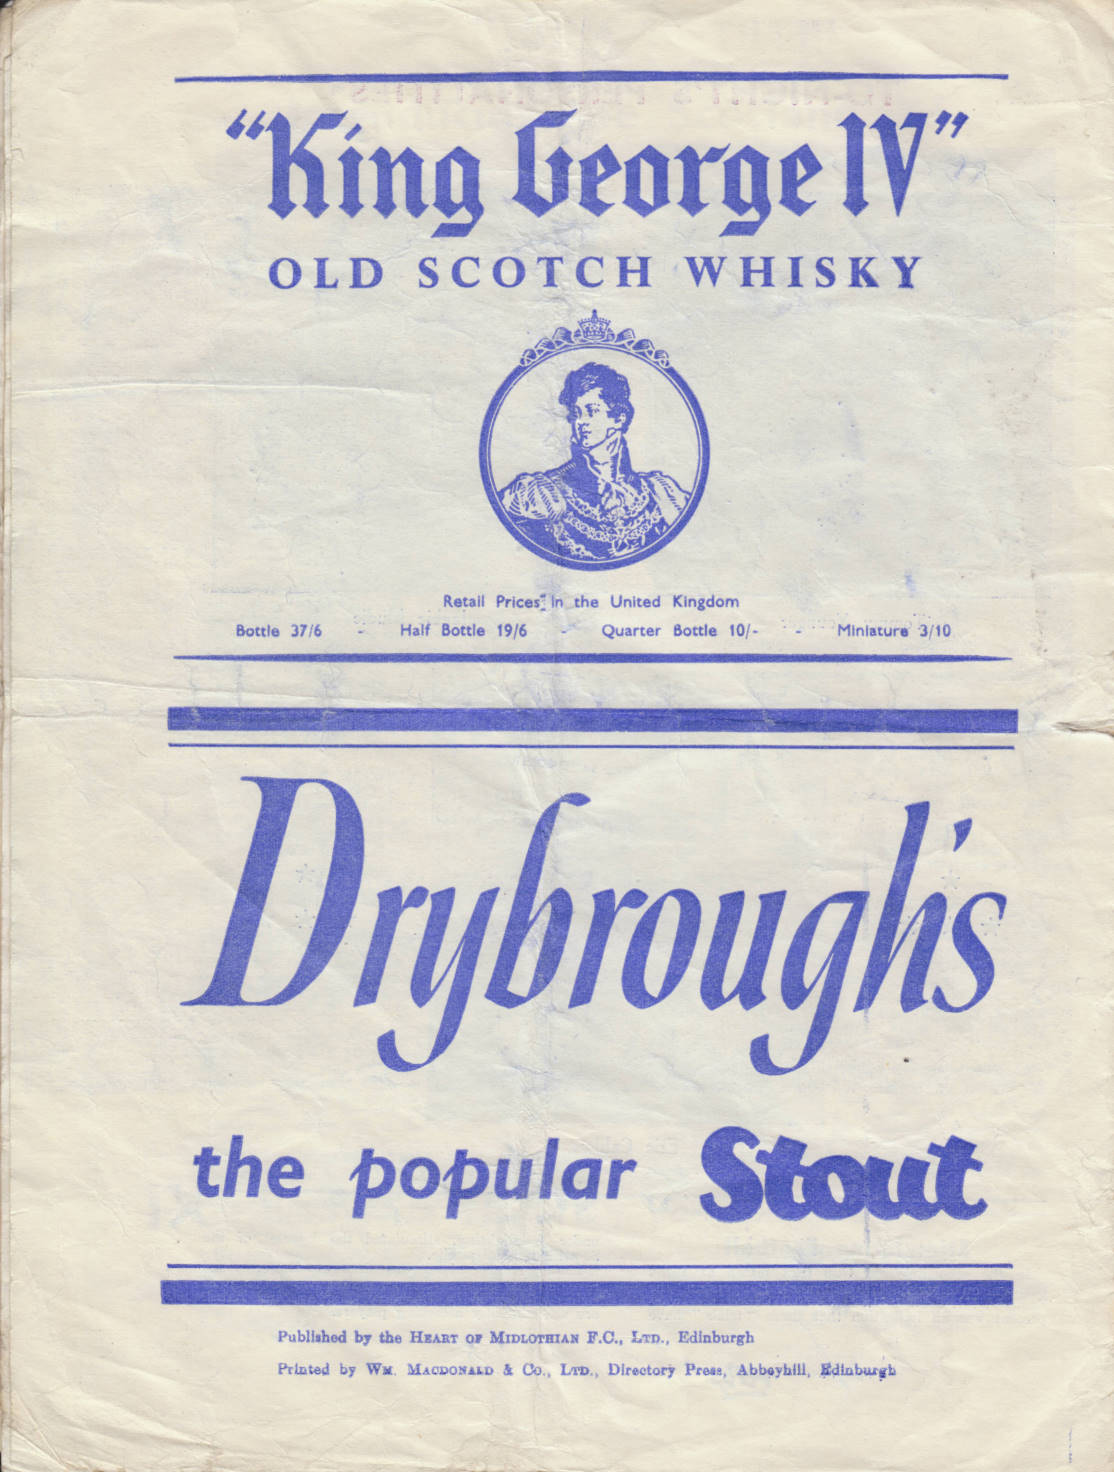 "King George IV"
OLD SCOTCH WHISKY
Retail Prices in the United Kingdom
Bottle 37/6 - Half Bottle 19/6 - Quarter Bottle 10/- - Miniature 3/10
Drybrough's
the popular Stout
Published by the HEART OF MIDLOTHIAN F.C., LTD., Edinburgh
Printed by WM. MACDONALD & CO., LTD., Directory Press, Abbeyhill, Edinburgh